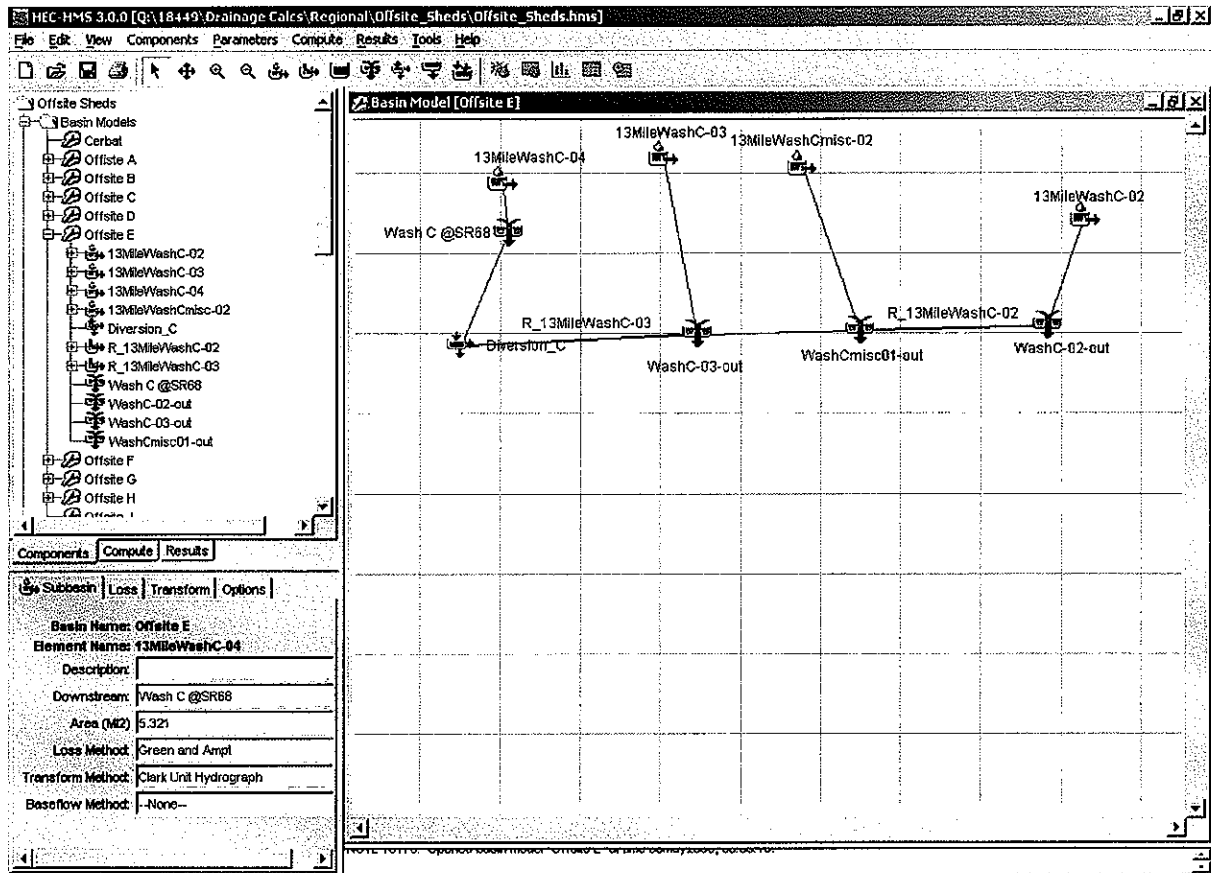 HEC-HMS 3.0.0 [Q:\18449\Drainage Calcs\Regional\Offsite_Sheds\Offsite_Sheds.hms]
File Edit View Components Parameters Compute Results Tools Help
Offsite Sheds
Basin Models
Cerbat
Offiste A
Offsite B
Offsite C
Offsite D
Offsite E
13MileWashC-02
13MileWashC-03
13MileWashC-04
13MileWashCmisc-02
Diversion_C
R_13MileWashC-02
R_13MileWashC-03
Wash C @SR68
WashC-02-out
WashC-03-out
WashCmisc01-out
Offsite F
Offsite G
Offsite H
Components Compute Results
Subbasin Loss Transform Options
Basin Name: Offsite E
Element Name: 13MileWashC-04
Description:
Downstream: Wash C @SR68
Area (MI2) 5.321
Loss Method: Green and Ampt
Transform Method: Clark Unit Hydrograph
Baseflow Method: --None--
Basin Model [Offsite E]
13MileWashC-03
13MileWashCmisc-02
13MileWashC-04
13MileWashC-02
Wash C @SR68
R_13MileWashC-03
R_13MileWashC-02
Diversion_C
WashC-03-out
WashCmisc01-out
WashC-02-out